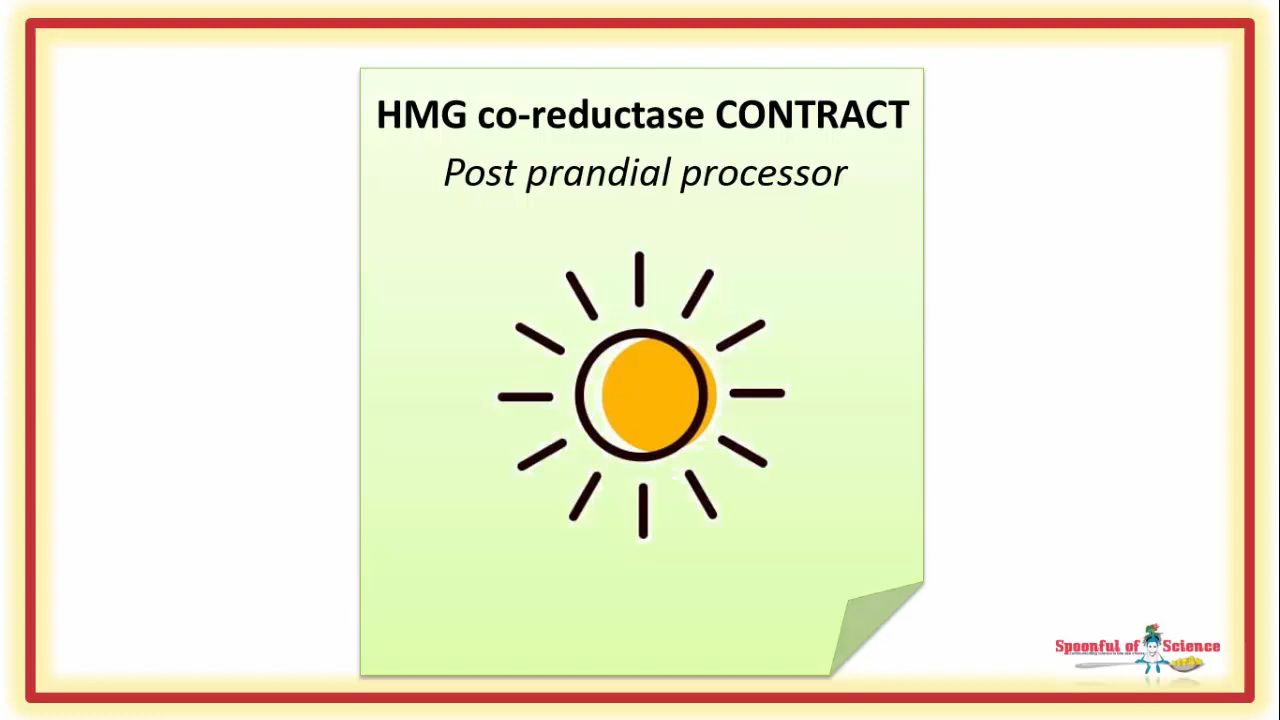 HMG co-reductase CONTRACT
Post prandial processor
Spoonful of Science